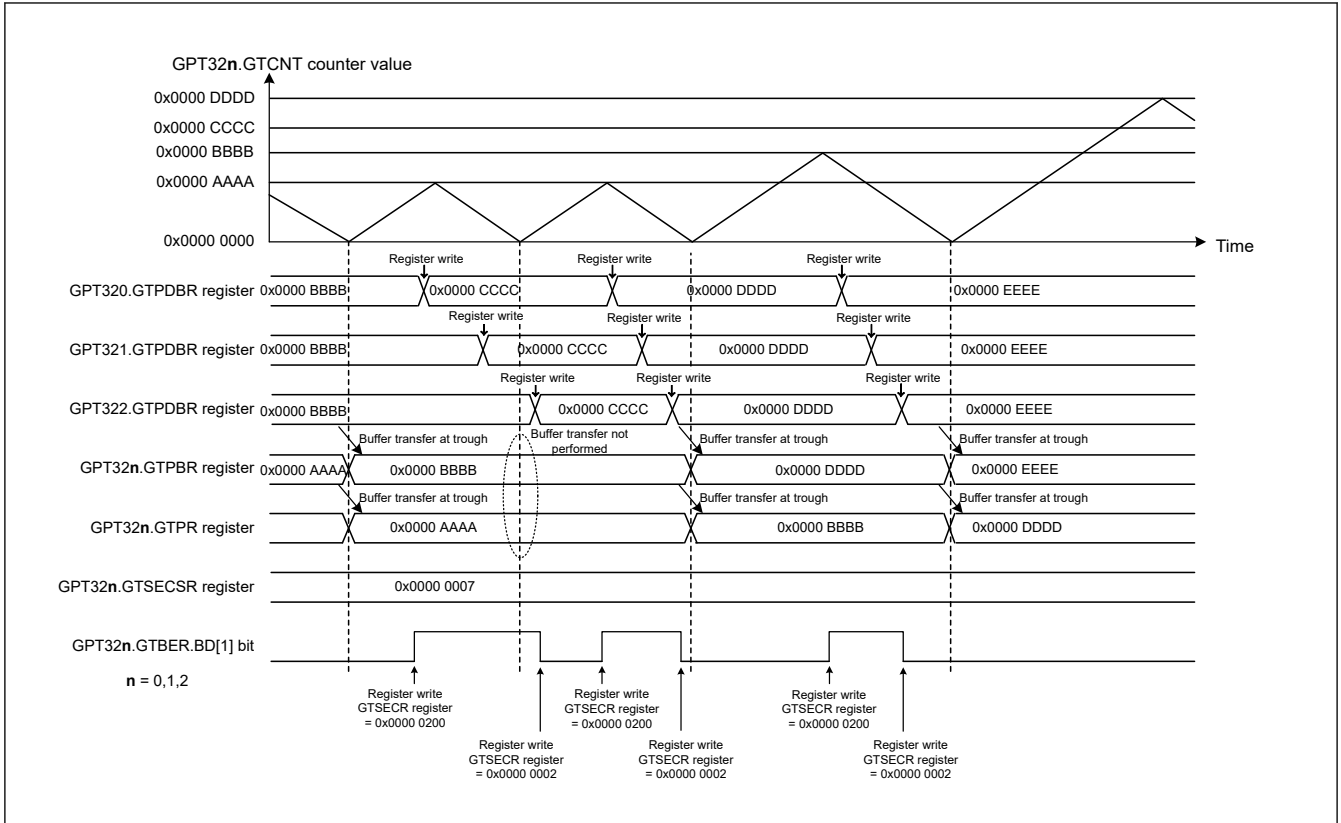 GPT32n.GTCNT counter value
0x0000 DDDD
0x0000 CCCC
0x0000 BBBB
0x0000 AAAA
0x0000 0000
Time
Register write Register write Register write
GPT320.GTPDBR register 0x0000 BBBB 0x0000 CCCC 0x0000 DDDD 0x0000 EEEE
Register write Register write Register write
GPT321.GTPDBR register 0x0000 BBBB 0x0000 CCCC 0x0000 DDDD 0x0000 EEEE
Register write Register write Register write
GPT322.GTPDBR register 0x0000 BBBB 0x0000 CCCC 0x0000 DDDD 0x0000 EEEE
Buffer transfer at trough Buffer transfer not Buffer transfer at trough Buffer transfer at trough
performed
GPT32n.GTPBR register 0x0000 AAAA 0x0000 BBBB 0x0000 DDDD 0x0000 EEEE
Buffer transfer at trough Buffer transfer at trough Buffer transfer at trough
GPT32n.GTPR register 0x0000 AAAA 0x0000 BBBB 0x0000 DDDD
GPT32n.GTSECSR register 0x0000 0007
GPT32n.GTBER.BD[1] bit
n = 0,1,2
Register write Register write Register write
GTSECR register GTSECR register GTSECR register
= 0x0000 0200 = 0x0000 0200 = 0x0000 0200
Register write Register write Register write
GTSECR register GTSECR register GTSECR register
= 0x0000 0002 = 0x0000 0002 = 0x0000 0002